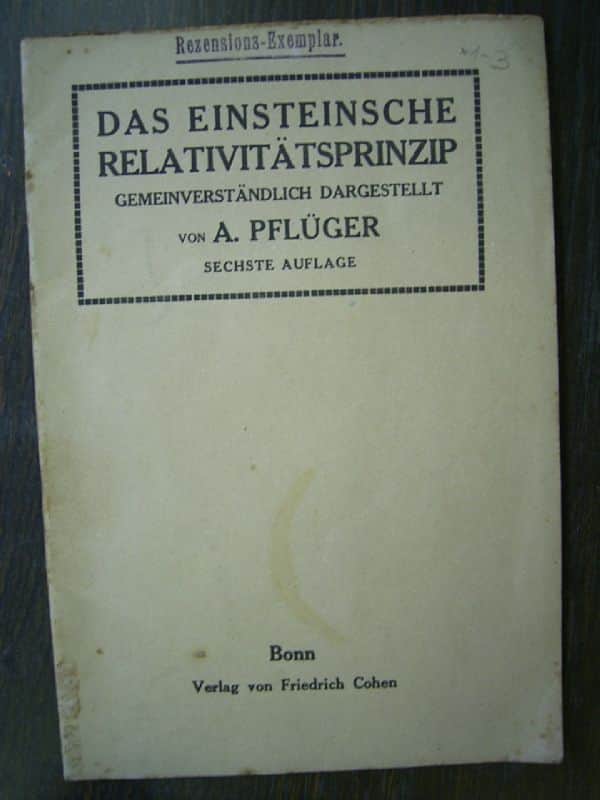 Rezensions-Exemplar.
DAS EINSTEINSCHE
RELATIVITÄTSPRINZIP
GEMEINVERSTÄNDLICH DARGESTELLT
VON A. PFLÜGER
SECHSTE AUFLAGE
Bonn
Verlag von Friedrich Cohen